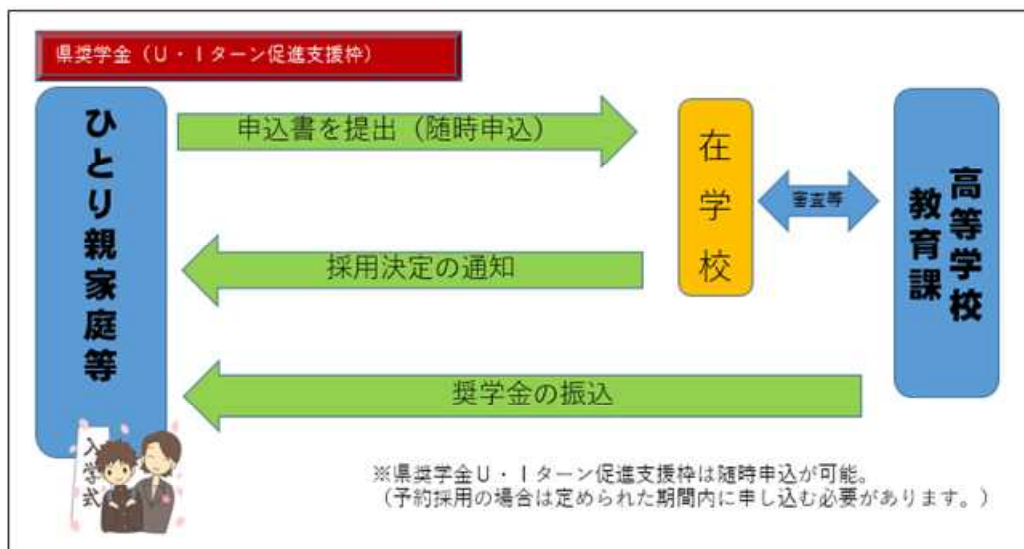 県奨学金（U・Iターン促進支援枠）
ひとり親家庭等
申込書を提出（随時申込）
在学校
審査等
高等学校
教育課
採用決定の通知
奨学金の振込
入学式
※県奨学金U・Iターン促進支援枠は随時申込が可能。
（予約採用の場合は定められた期間内に申し込む必要があります。）